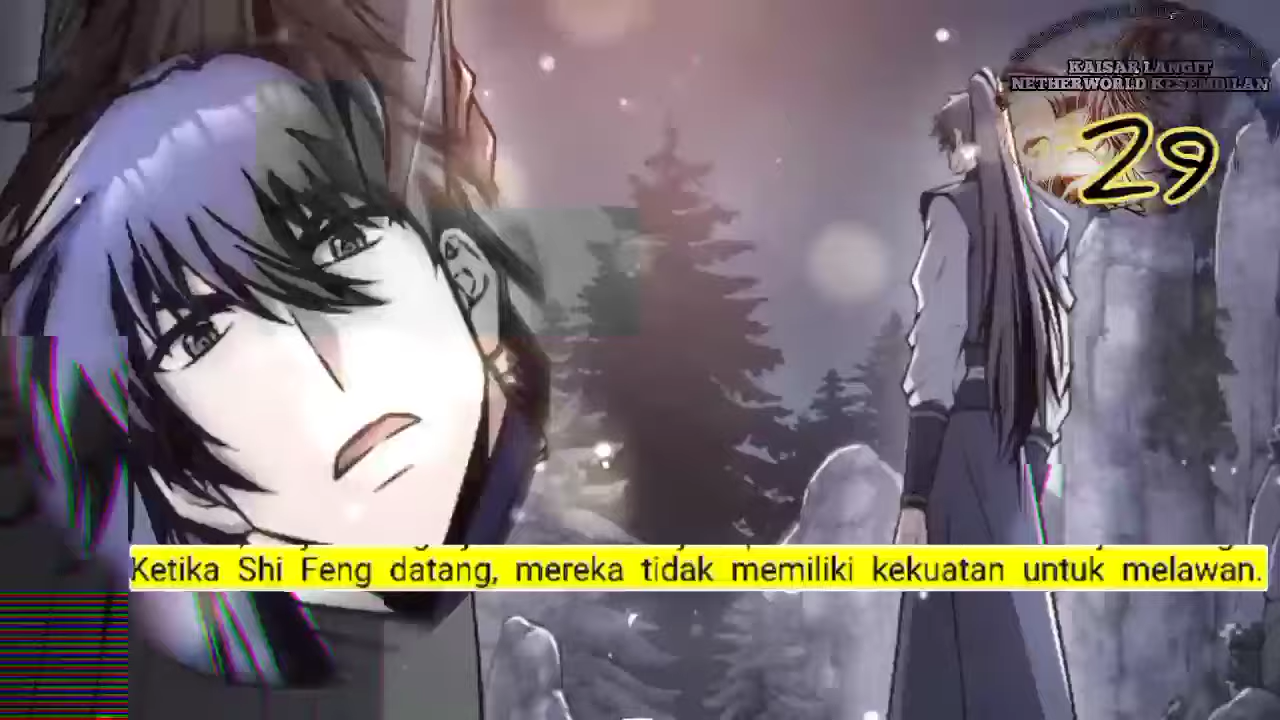 KAISAR LANGIT
NETHERWORLD KESEMBILAN
29
Ketika Shi Feng datang, mereka tidak memiliki kekuatan untuk melawan.